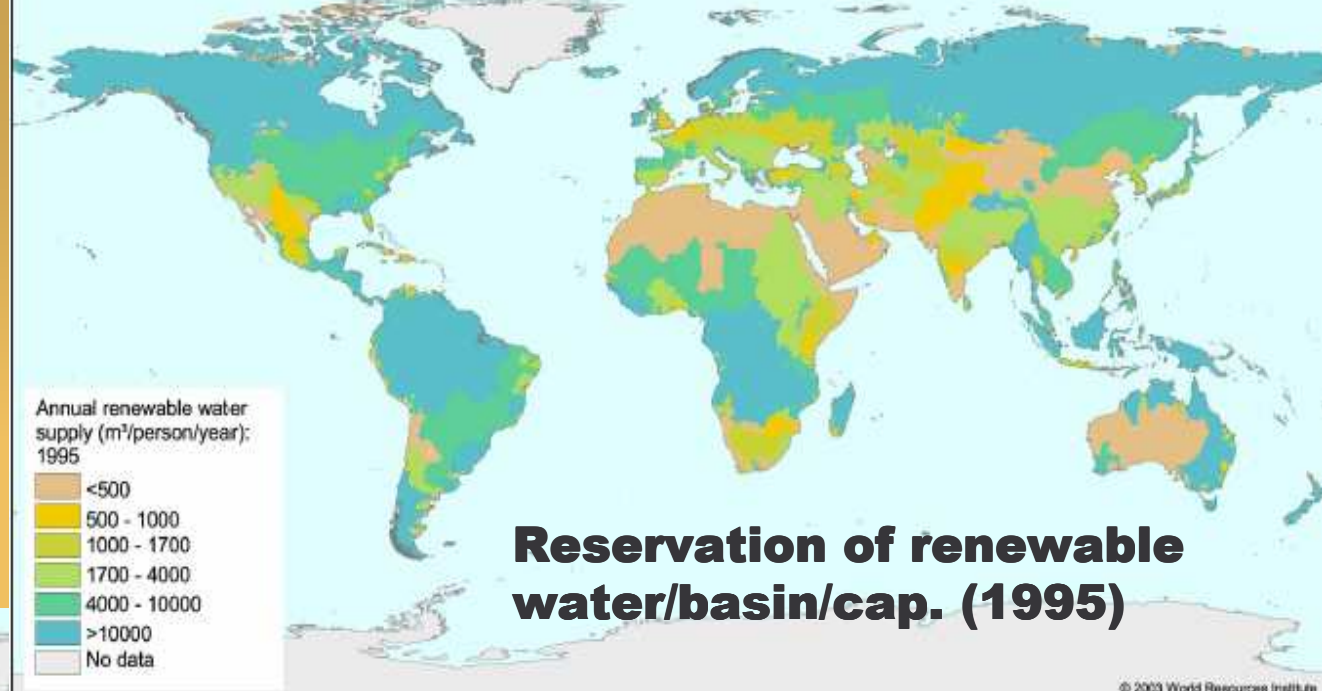 Annual renewable water
supply (m³/person/year):
1995
<500
500 - 1000
1000 - 1700
1700 - 4000
4000 - 10000
>10000
No data
Reservation of renewable
water/basin/cap. (1995)
© 2003 World Resources Institute